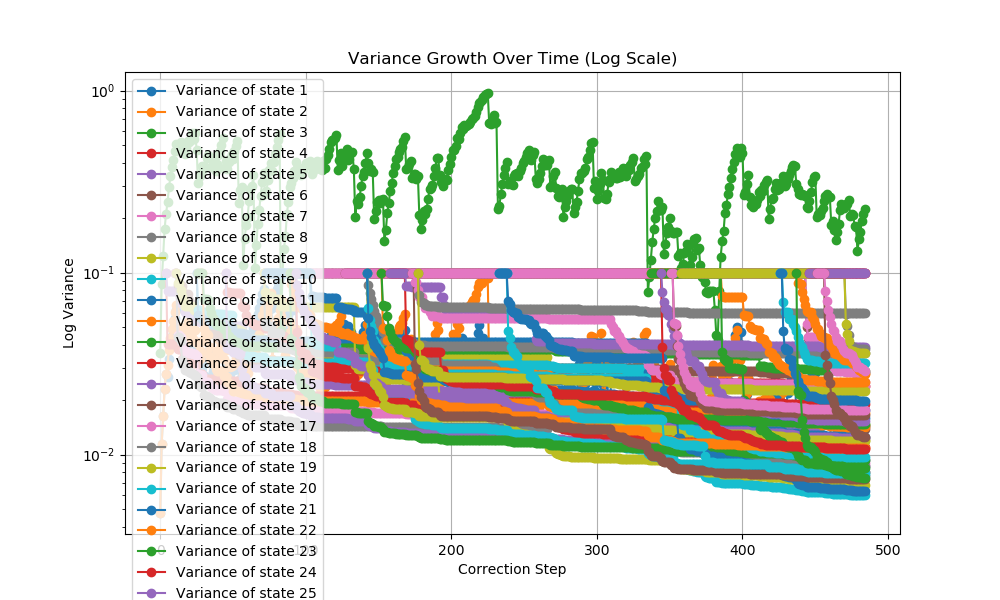 Variance Growth Over Time (Log Scale)
Log Variance
10⁰
10⁻¹
10⁻²
Variance of state 1
Variance of state 2
Variance of state 3
Variance of state 4
Variance of state 5
Variance of state 6
Variance of state 7
Variance of state 8
Variance of state 9
Variance of state 10
Variance of state 11
Variance of state 12
Variance of state 13
Variance of state 14
Variance of state 15
Variance of state 16
Variance of state 17
Variance of state 18
Variance of state 19
Variance of state 20
Variance of state 21
Variance of state 22
Variance of state 23
Variance of state 24
Variance of state 25
0 100 200 300 400 500
Correction Step